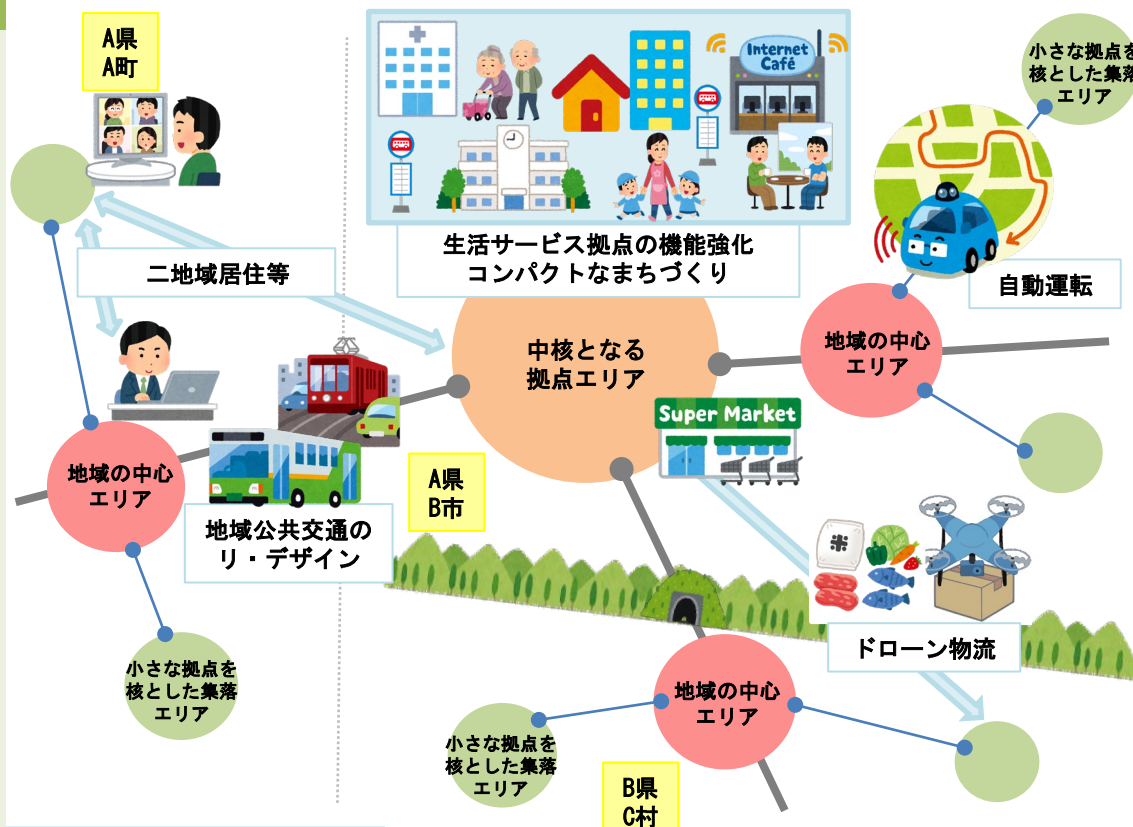 A県
A町
Internet
Café
小さな拠点を
核とした集落
エリア
生活サービス拠点の機能強化
コンパクトなまちづくり
二地域居住等
自動運転
中核となる
拠点エリア
地域の中心
エリア
Super Market
地域の中心
エリア
A県
B市
地域公共交通の
リ・デザイン
米
ドローン物流
小さな拠点を
核とした集落
エリア
地域の中心
エリア
小さな拠点を
核とした集落
エリア
B県
C村